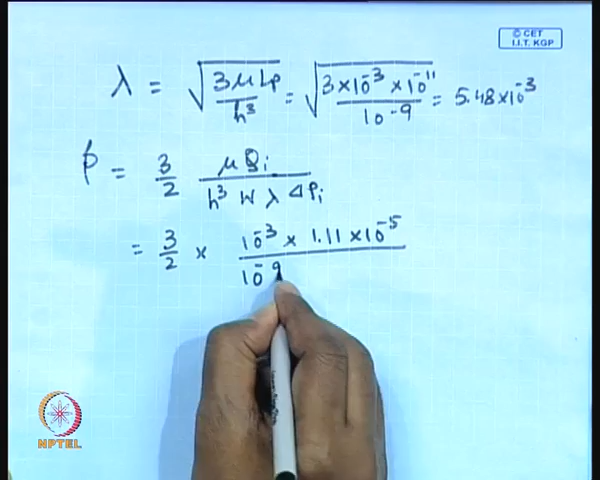 © CET
I.I.T. KGP
λ = √(3μLp / h³) = √(3 × 10⁻³ × 10⁻¹¹ / 10⁻⁹) = 5.48 × 10⁻³
p = 3/2 μQi / h³ W λ ΔPi
= 3/2 × 10⁻³ × 1.11 × 10⁻⁵ / 10⁻⁹
NPTEL